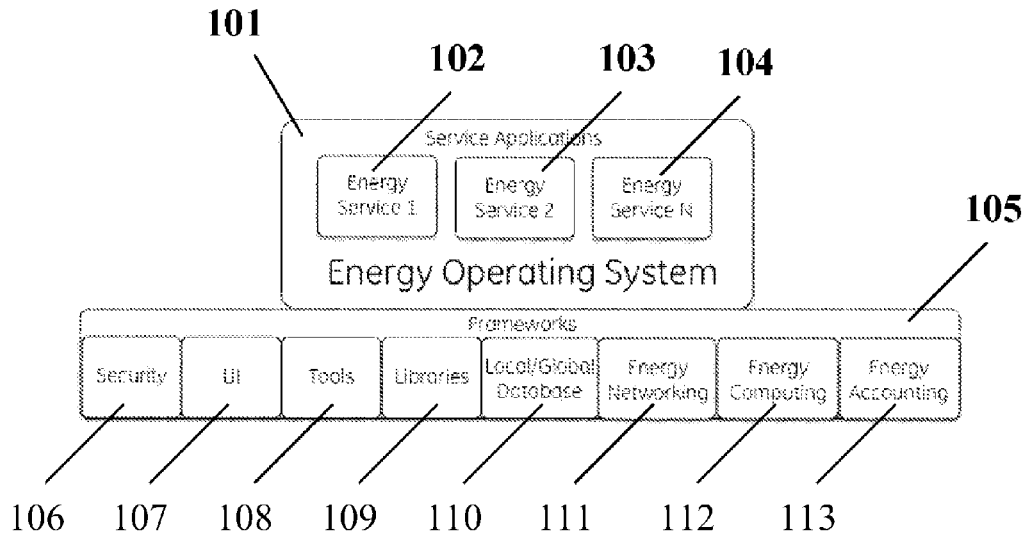 101
102
103
104
Service Applications
Energy
Service 1
Energy
Service 2
Energy
Service N
105
Energy Operating System
Frameworks
Security
UI
Tools
Libraries
Local/Global
Database
Energy
Networking
Energy
Computing
Energy
Accounting
106
107
108
109
110
111
112
113